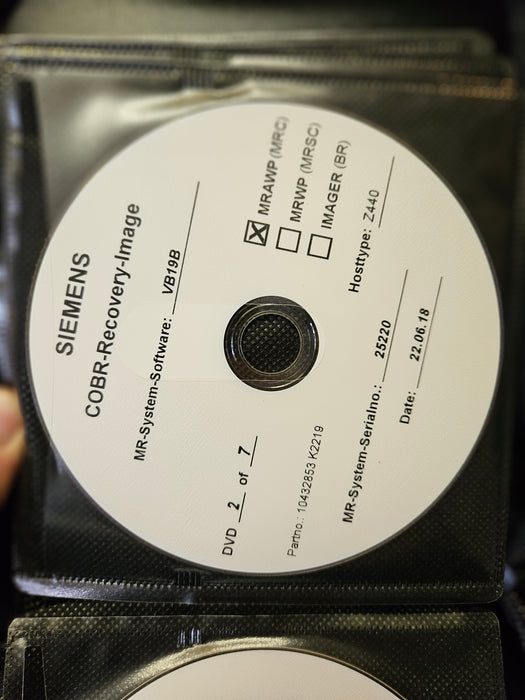 SIEMENS
COBR-Recovery-Image
MR-System-Software: VB19B
DVD 2 of 7
☒ MRAWP (MRC)
☐ MRWP (MRSC)
☐ IMAGER (BR)
Partno.: 10432853 K2219
Hosttype: Z440
MR-System-Serialno.: 25220
Date: 22.06.18